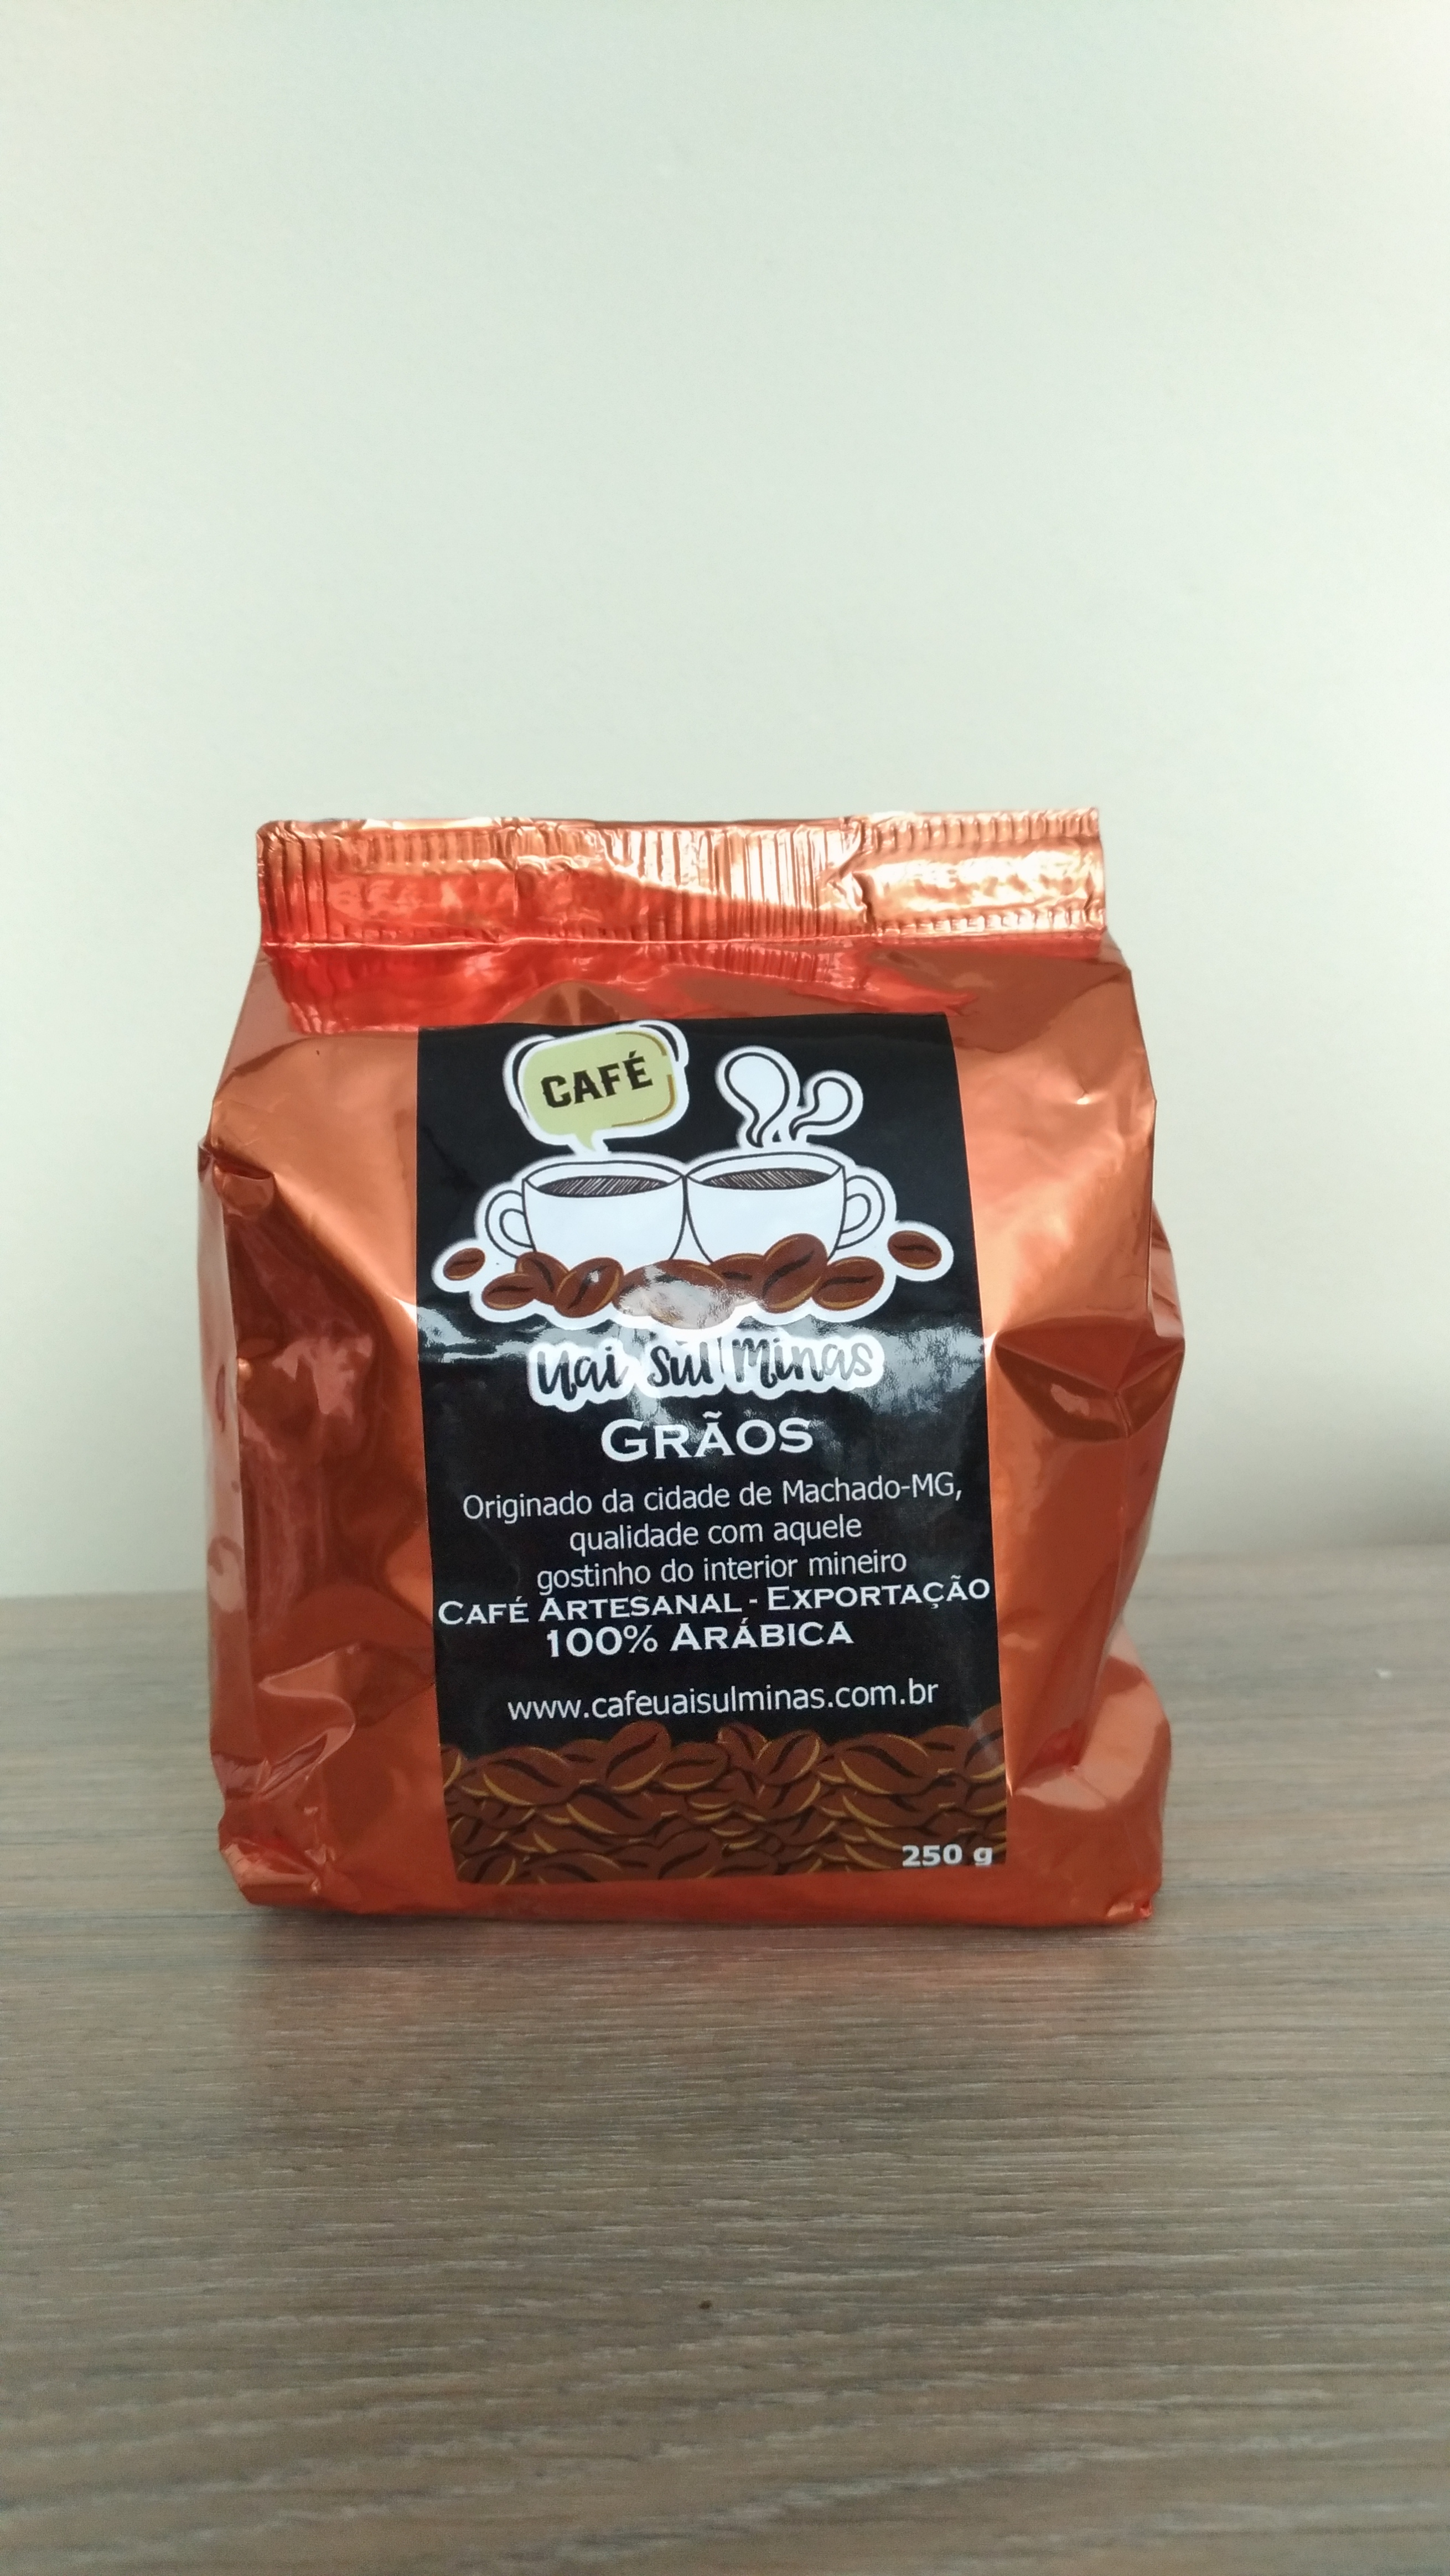 CAFÉ
Uai Sul Minas
GRÃOS
Originado da cidade de Machado-MG,
qualidade com aquele
gostinho do interior mineiro
CAFÉ ARTESANAL - EXPORTAÇÃO
100% ARÁBICA
www.cafeuaisulminas.com.br
250 g